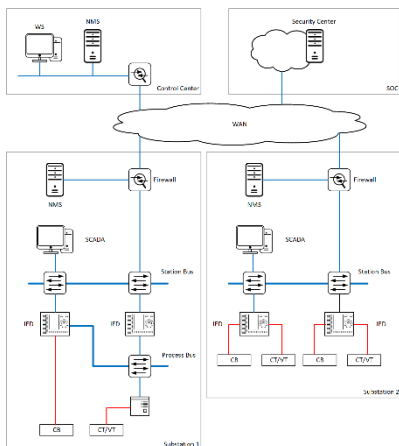 WS
NMS
Control Center
Security Center
SOC
WAN
Firewall
NMS
SCADA
Station Bus
IED
IED
Process Bus
CB
CT/VT
Substation 1
Firewall
NMS
SCADA
Station Bus
IED
IED
CB
CT/VT
CB
CT/VT
Substation 2